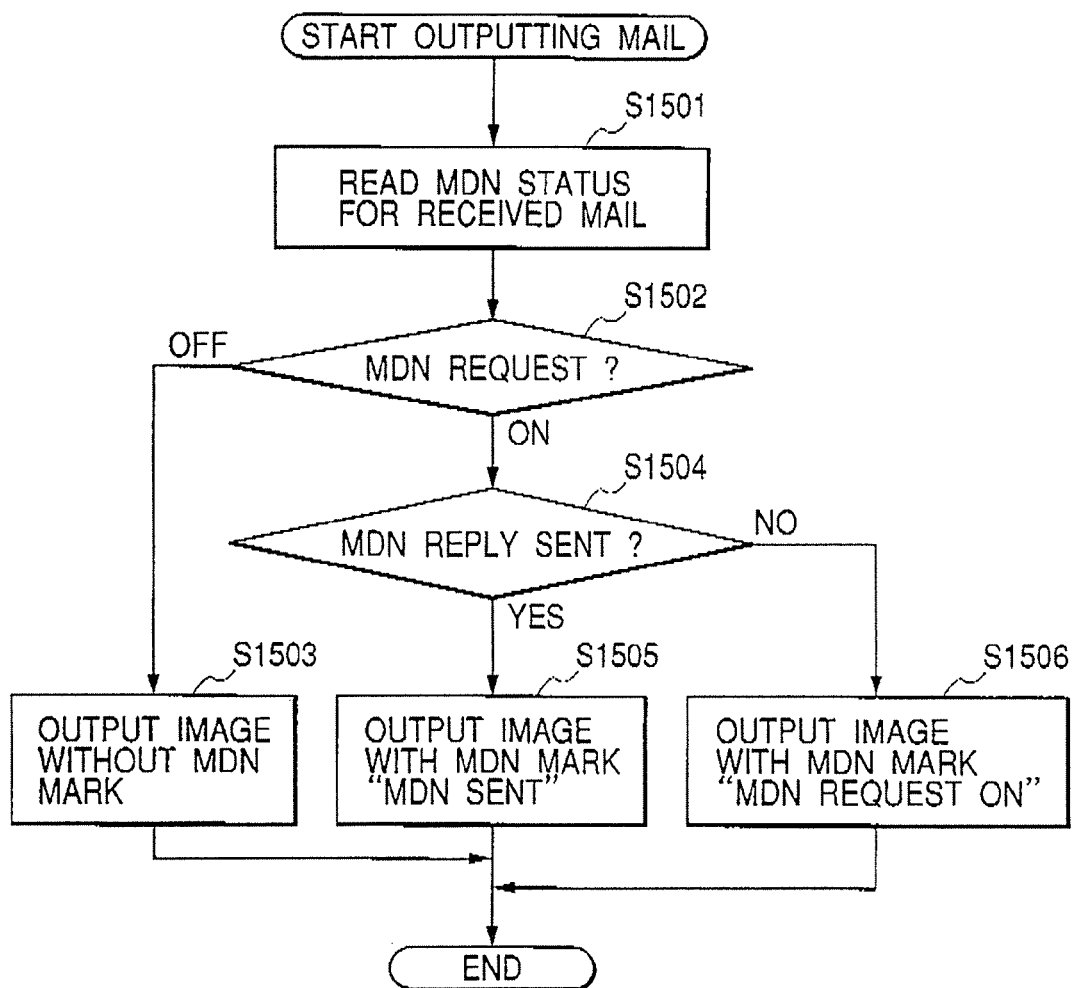 START OUTPUTTING MAIL
S1501
READ MDN STATUS
FOR RECEIVED MAIL
S1502
OFF
MDN REQUEST ?
ON
S1504
MDN REPLY SENT ?
NO
YES
S1503
OUTPUT IMAGE
WITHOUT MDN
MARK
S1505
OUTPUT IMAGE
WITH MDN MARK
“MDN SENT”
S1506
OUTPUT IMAGE
WITH MDN MARK
“MDN REQUEST ON”
END